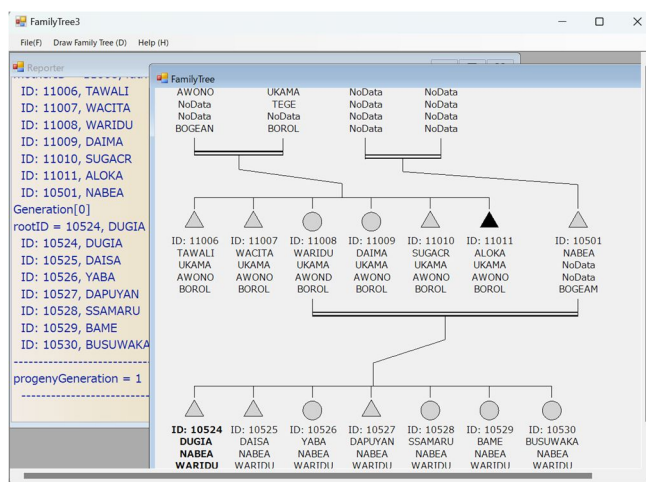 FamilyTree3
File(F) Draw Family Tree (D) Help (H)
Reporter
FamilyTree
ID: 11006, TAWALI
ID: 11007, WACITA
ID: 11008, WARIDU
ID: 11009, DAIMA
ID: 11010, SUGACR
ID: 11011, ALOKA
ID: 10501, NABEA
Generation[0]
rootID = 10524, DUGIA
ID: 10524, DUGIA
ID: 10525, DAISA
ID: 10526, YABA
ID: 10527, DAPUYAN
ID: 10528, SSAMARU
ID: 10529, BAME
ID: 10530, BUSUWAKA
progenyGeneration = 1
AWONO UKAMA NoData NoData
NoData TEGE NoData NoData
NoData NoData NoData NoData
BOGEAN BOROL NoData NoData
ID: 11006 ID: 11007 ID: 11008 ID: 11009 ID: 11010 ID: 11011 ID: 10501
TAWALI WACITA WARIDU DAIMA SUGACR ALOKA NABEA
UKAMA UKAMA UKAMA UKAMA UKAMA UKAMA NoData
AWONO AWONO AWOND AWONO AWONO AWONO NoData
BOROL BOROL BOROL BOROL BOROL BOROL BOGEAM
ID: 10524 ID: 10525 ID: 10526 ID: 10527 ID: 10528 ID: 10529 ID: 10530
DUGIA DAISA YABA DAPUYAN SSAMARU BAME BUSUWAKA
NABEA NABEA NABEA NABEA NABEA NABEA NABEA
WARIDU WARIDU WARIDU WARIDU WARIDU WARIDU WARIDU